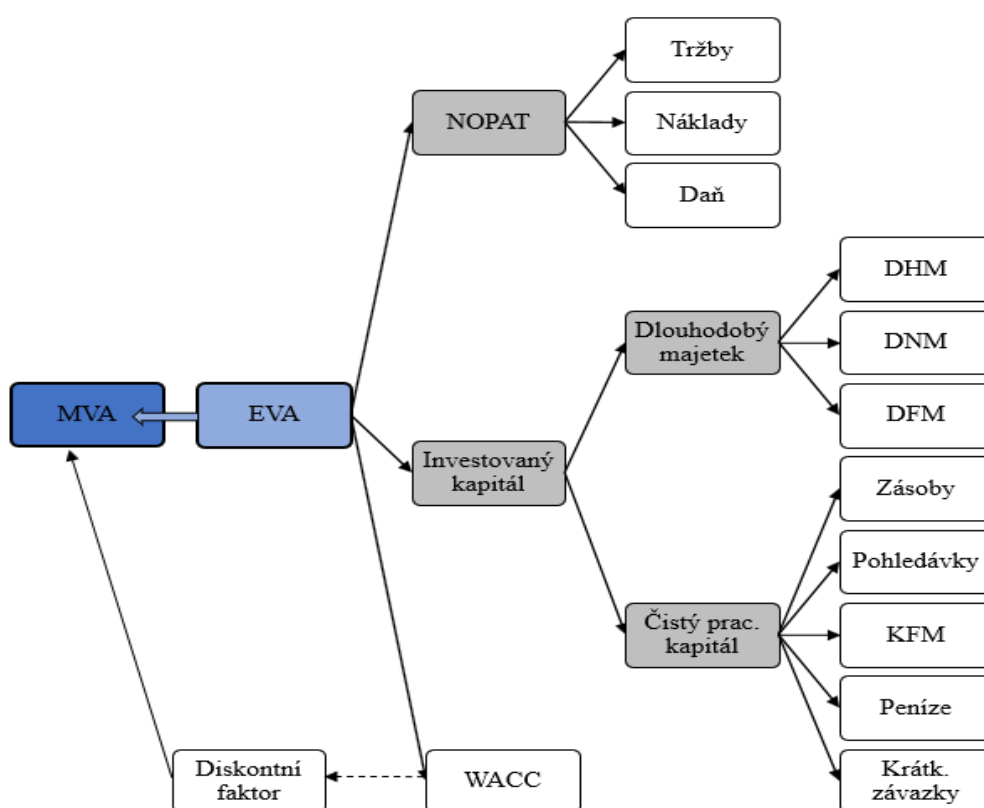 Tržby
NOPAT
Náklady
Daň
DHM
Dlouhodobý
majetek
DNM
MVA
EVA
DFM
Investovaný
kapitál
Zásoby
Pohledávky
Čistý prac.
kapitál
KFM
Peníze
Diskontní
faktor
WACC
Krátk.
závazky